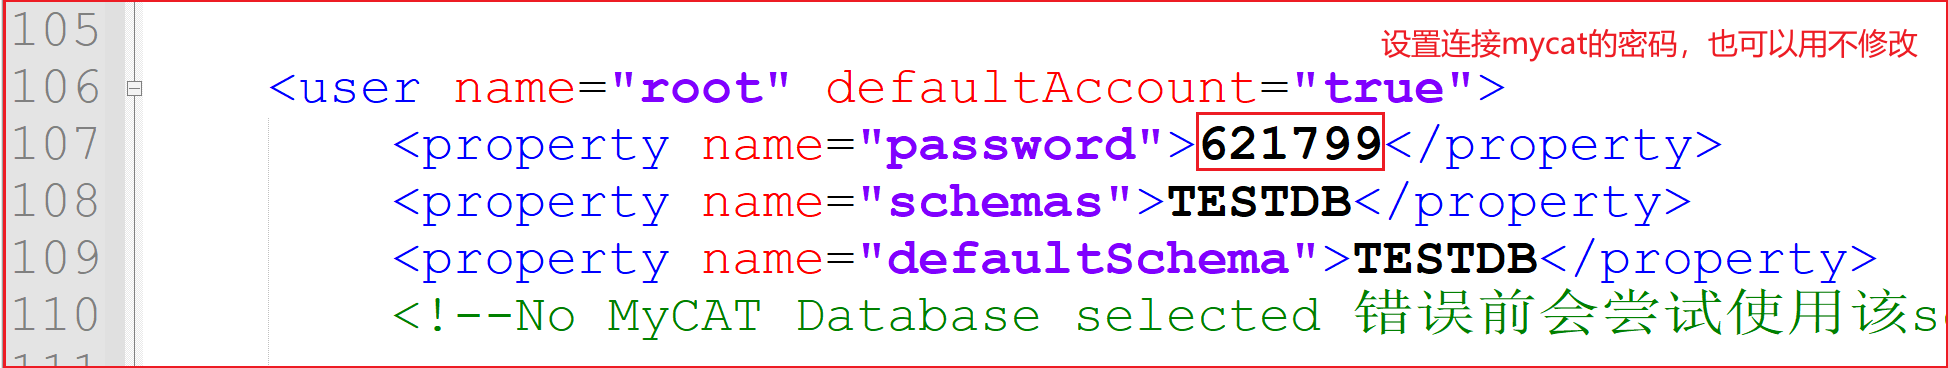 105
设置连接mycat的密码，也可以用不修改
106 <user name="root" defaultAccount="true">
107 <property name="password">621799</property>
108 <property name="schemas">TESTDB</property>
109 <property name="defaultSchema">TESTDB</property>
110 <!--No MyCAT Database selected 错误前会尝试使用该s
111